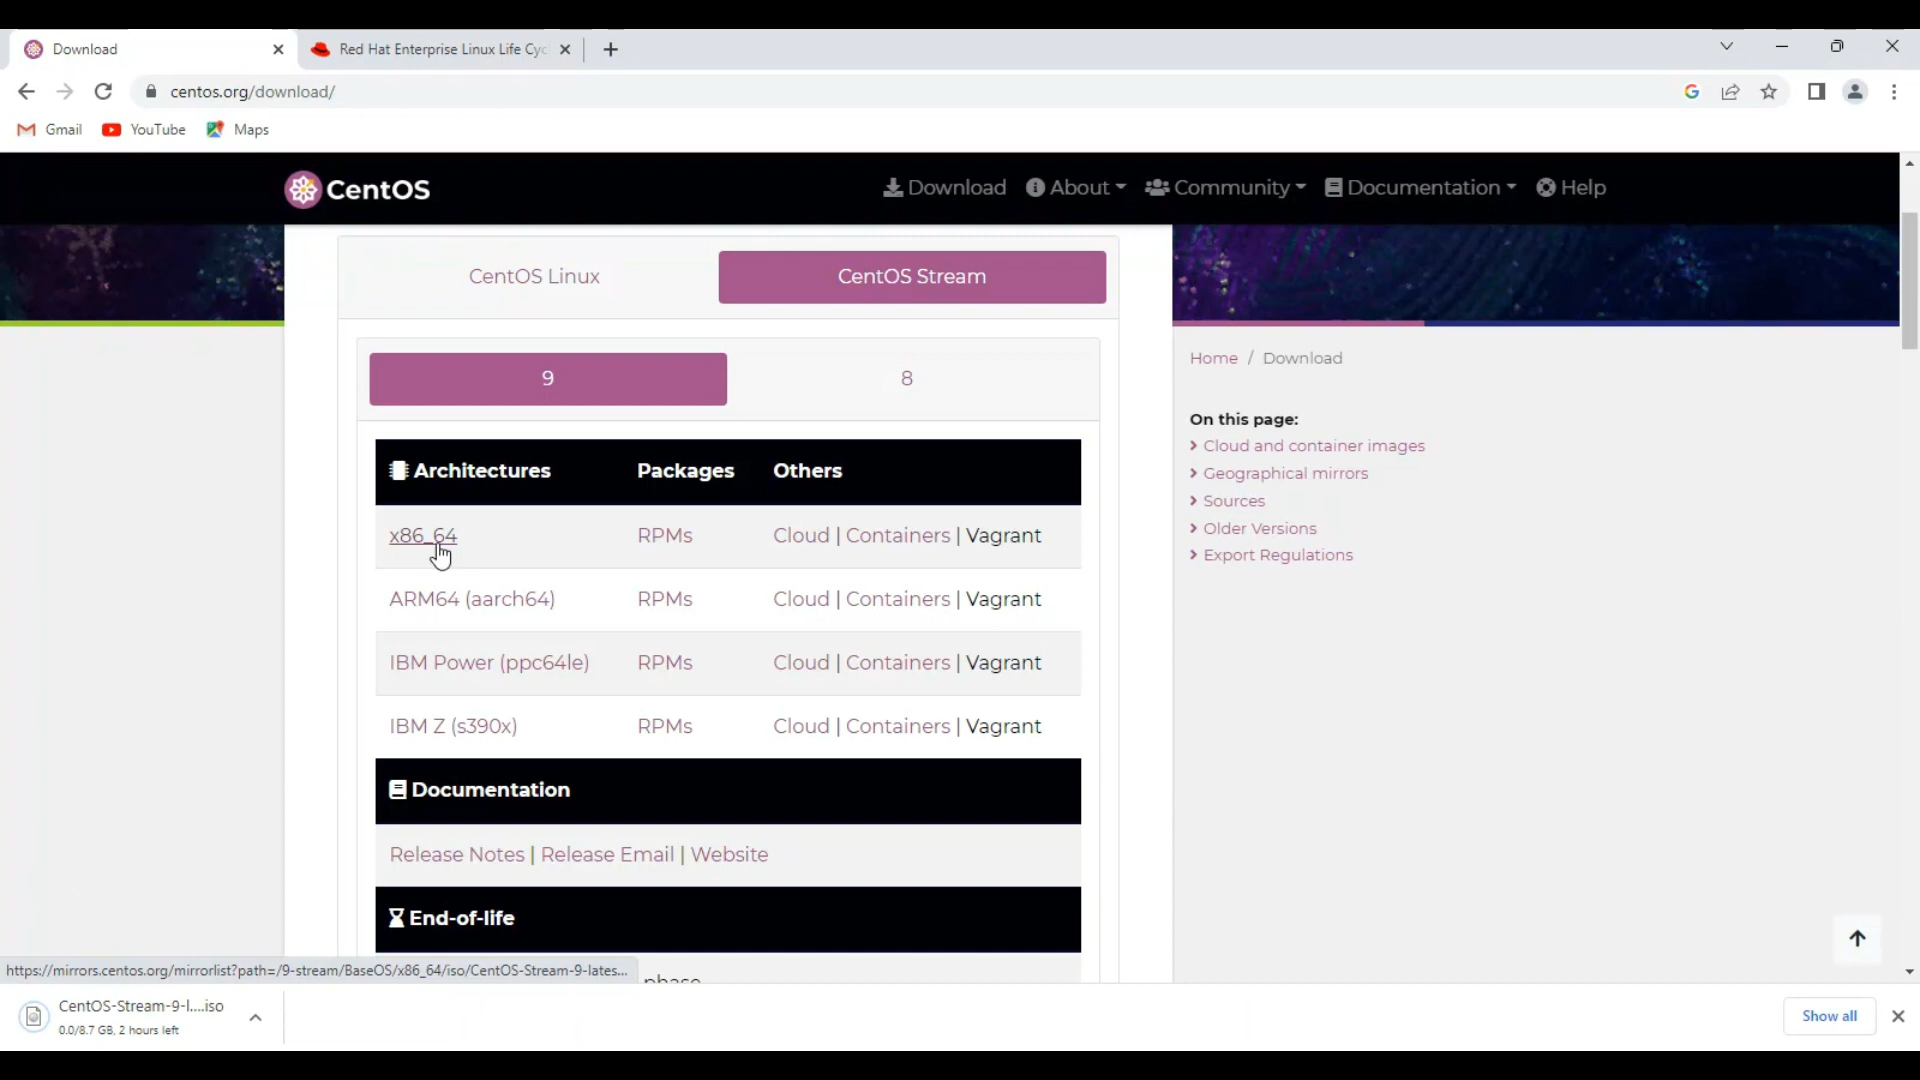 Download
Red Hat Enterprise Linux Life Cyc
centos.org/download/
Gmail YouTube Maps
CentOS Download About Community Documentation Help
CentOS Linux CentOS Stream
9 8
Architectures Packages Others
x86_64 RPMs Cloud | Containers | Vagrant
ARM64 (aarch64) RPMs Cloud | Containers | Vagrant
IBM Power (ppc64le) RPMs Cloud | Containers | Vagrant
IBM Z (s390x) RPMs Cloud | Containers | Vagrant
Documentation
Release Notes | Release Email | Website
End-of-life
phase
Home / Download
On this page:
Cloud and container images
Geographical mirrors
Sources
Older Versions
Export Regulations
https://mirrors.centos.org/mirrorlist?path=/9-stream/BaseOS/x86_64/iso/CentOS-Stream-9-lates...
CentOS-Stream-9-l....iso
0.0/8.7 GB, 2 hours left
Show all